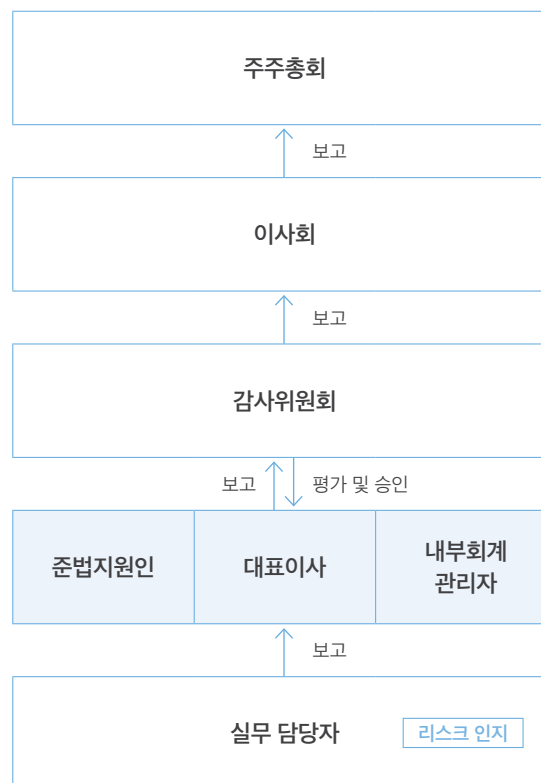 주주총회
보고
이사회
보고
감사위원회
보고
평가 및 승인
준법지원인
대표이사
내부회계
관리자
보고
실무 담당자
리스크 인지